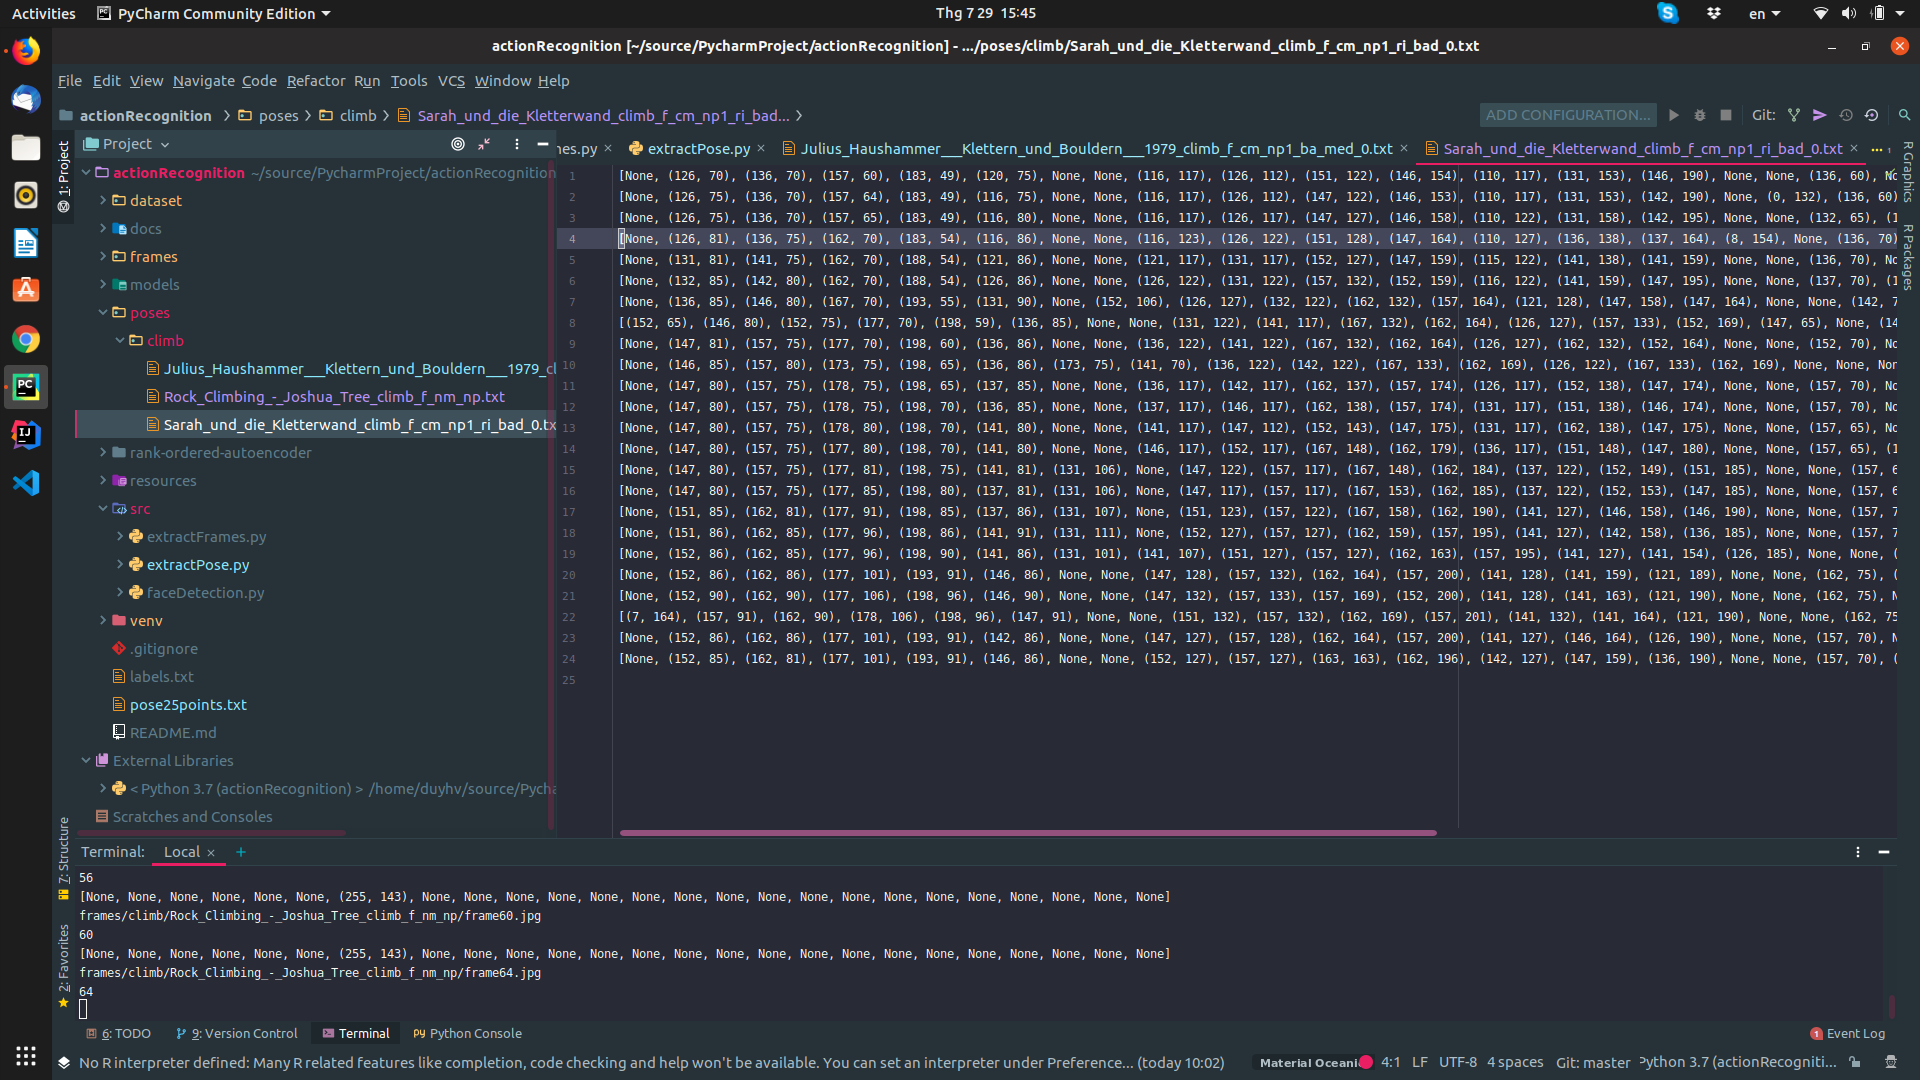 Activities PyCharm Community Edition Thg 7 29 15:45 en
actionRecognition [~/source/PycharmProject/actionRecognition] - .../poses/climb/Sarah_und_die_Kletterwand_climb_f_cm_np1_ri_bad_0.txt
File Edit View Navigate Code Refactor Run Tools VCS Window Help
actionRecognition poses climb Sarah_und_die_Kletterwand_climb_f_cm_np1_ri_bad... ADD CONFIGURATION... Git:
Project
nes.py extractPose.py Julius_Haushammer___Klettern_und_Bouldern___1979_climb_f_cm_np1_ba_med_0.txt Sarah_und_die_Kletterwand_climb_f_cm_np1_ri_bad_0.txt
1: Project
R Graphics
R Packages
actionRecognition ~/source/PycharmProject/actionRecognition
dataset
docs
frames
models
poses
climb
Julius_Haushammer___Klettern_und_Bouldern___1979_cl
Rock_Climbing_-_Joshua_Tree_climb_f_nm_np.txt
Sarah_und_die_Kletterwand_climb_f_cm_np1_ri_bad_0.tx
rank-ordered-autoencoder
resources
src
extractFrames.py
extractPose.py
faceDetection.py
venv
.gitignore
labels.txt
pose25points.txt
README.md
External Libraries
< Python 3.7 (actionRecognition) > /home/duyhv/source/Pycha
Scratches and Consoles
1 [None, (126, 70), (136, 70), (157, 60), (183, 49), (120, 75), None, None, (116, 117), (126, 112), (151, 122), (146, 154), (110, 117), (131, 153), (146, 190), None, None, (136, 60), No
2 [None, (126, 75), (136, 70), (157, 64), (183, 49), (116, 75), None, None, (116, 117), (126, 112), (147, 122), (146, 153), (110, 117), (131, 153), (142, 190), None, (0, 132), (136, 60)
3 [None, (126, 75), (136, 70), (157, 65), (183, 49), (116, 80), None, None, (116, 117), (126, 117), (147, 127), (146, 158), (110, 122), (131, 158), (142, 195), None, None, (132, 65), (1
4 [None, (126, 81), (136, 75), (162, 70), (183, 54), (116, 86), None, None, (116, 123), (126, 122), (151, 128), (147, 164), (110, 127), (136, 138), (137, 164), (8, 154), None, (136, 70)
5 [None, (131, 81), (141, 75), (162, 70), (188, 54), (121, 86), None, None, (121, 117), (131, 117), (152, 127), (147, 159), (115, 122), (141, 138), (141, 159), None, None, (136, 70), No
6 [None, (132, 85), (142, 80), (162, 70), (188, 54), (126, 86), None, None, (126, 122), (131, 122), (157, 132), (152, 159), (116, 122), (141, 159), (147, 195), None, None, (137, 70), (1
7 [None, (136, 85), (146, 80), (167, 70), (193, 55), (131, 90), None, (152, 106), (126, 127), (132, 122), (162, 132), (157, 164), (121, 128), (147, 158), (147, 164), None, None, (142, 7
8 [(152, 65), (146, 80), (152, 75), (177, 70), (198, 59), (136, 85), None, None, (131, 122), (141, 117), (167, 132), (162, 164), (126, 127), (157, 133), (152, 169), (147, 65), None, (14
9 [None, (147, 81), (157, 75), (177, 70), (198, 60), (136, 86), None, None, (136, 122), (141, 117), (167, 132), (162, 164), (126, 127), (162, 132), (152, 164), None, None, (152, 70), No
10 [None, (146, 85), (157, 80), (173, 75), (198, 65), (136, 86), (173, 75), (141, 70), (136, 122), (142, 122), (167, 133), (162, 169), (126, 122), (167, 133), (162, 169), None, None, Non
11 [None, (147, 80), (157, 75), (178, 75), (198, 65), (137, 85), None, None, (136, 117), (142, 117), (162, 137), (157, 174), (126, 117), (152, 138), (147, 174), None, None, (157, 70), No
12 [None, (147, 80), (157, 75), (178, 75), (198, 70), (136, 85), None, None, (137, 117), (146, 117), (162, 138), (157, 174), (131, 117), (151, 138), (147, 174), None, None, (157, 70), No
13 [None, (147, 80), (157, 75), (178, 80), (198, 70), (141, 80), None, None, (141, 117), (147, 112), (152, 143), (147, 175), (131, 117), (162, 138), (147, 175), None, None, (157, 65), No
14 [None, (147, 80), (157, 75), (177, 80), (198, 70), (141, 80), None, None, (146, 117), (152, 117), (167, 148), (162, 179), (136, 117), (151, 148), (147, 180), None, None, (157, 65), (1
15 [None, (147, 80), (157, 75), (177, 81), (198, 75), (141, 81), (131, 106), None, (147, 122), (157, 117), (167, 148), (162, 184), (137, 122), (152, 149), (151, 185), None, None, (157, 6
16 [None, (147, 80), (157, 75), (177, 85), (198, 80), (137, 81), (131, 106), None, (147, 117), (157, 117), (167, 153), (162, 185), (137, 122), (152, 153), (147, 185), None, None, (157, 6
17 [None, (151, 85), (162, 81), (177, 91), (198, 85), (137, 86), (131, 107), None, (151, 123), (157, 122), (167, 158), (162, 190), (141, 127), (146, 158), (146, 190), None, None, (157, 7
18 [None, (151, 86), (162, 85), (177, 96), (198, 86), (141, 91), (131, 111), None, (152, 127), (157, 127), (162, 159), (157, 195), (141, 127), (142, 158), (136, 185), None, None, (157, 7
19 [None, (152, 86), (162, 85), (177, 96), (198, 90), (141, 86), (131, 101), (141, 107), (151, 127), (157, 127), (162, 163), (157, 195), (141, 127), (141, 154), (126, 185), None, None, (
20 [None, (152, 86), (162, 86), (177, 101), (193, 91), (146, 86), None, None, (147, 128), (157, 132), (162, 164), (157, 200), (141, 128), (141, 159), (121, 189), None, None, (162, 75), (
21 [None, (152, 90), (162, 90), (177, 106), (198, 96), (146, 90), None, None, (147, 132), (157, 133), (157, 169), (152, 200), (141, 128), (141, 163), (121, 190), None, None, (162, 75), N
22 [(7, 164), (157, 91), (162, 90), (178, 106), (198, 96), (147, 91), None, None, (151, 132), (157, 132), (162, 169), (157, 201), (141, 132), (141, 164), (121, 190), None, None, (162, 75
23 [None, (152, 86), (162, 86), (177, 101), (193, 91), (142, 86), None, None, (147, 127), (157, 128), (162, 164), (157, 200), (141, 127), (146, 164), (126, 190), None, None, (157, 70), N
24 [None, (152, 85), (162, 81), (177, 101), (193, 91), (146, 86), None, None, (152, 127), (157, 127), (163, 163), (162, 196), (142, 127), (147, 159), (136, 190), None, None, (157, 70), (
25
7: Structure
2: Favorites
Terminal: Local
56
[None, None, None, None, None, None, (255, 143), None, None, None, None, None, None, None, None, None, None, None, None, None, None, None, None, None, None]
frames/climb/Rock_Climbing_-_Joshua_Tree_climb_f_nm_np/frame60.jpg
60
[None, None, None, None, None, None, (255, 143), None, None, None, None, None, None, None, None, None, None, None, None, None, None, None, None, None, None]
frames/climb/Rock_Climbing_-_Joshua_Tree_climb_f_nm_np/frame64.jpg
64
6: TODO 9: Version Control Terminal Python Console 1 Event Log
No R interpreter defined: Many R related features like completion, code checking and help won't be available. You can set an interpreter under Preference... (today 10:02) Material Oceanic 4:1 LF UTF-8 4 spaces Git: master Python 3.7 (actionRecogniti...